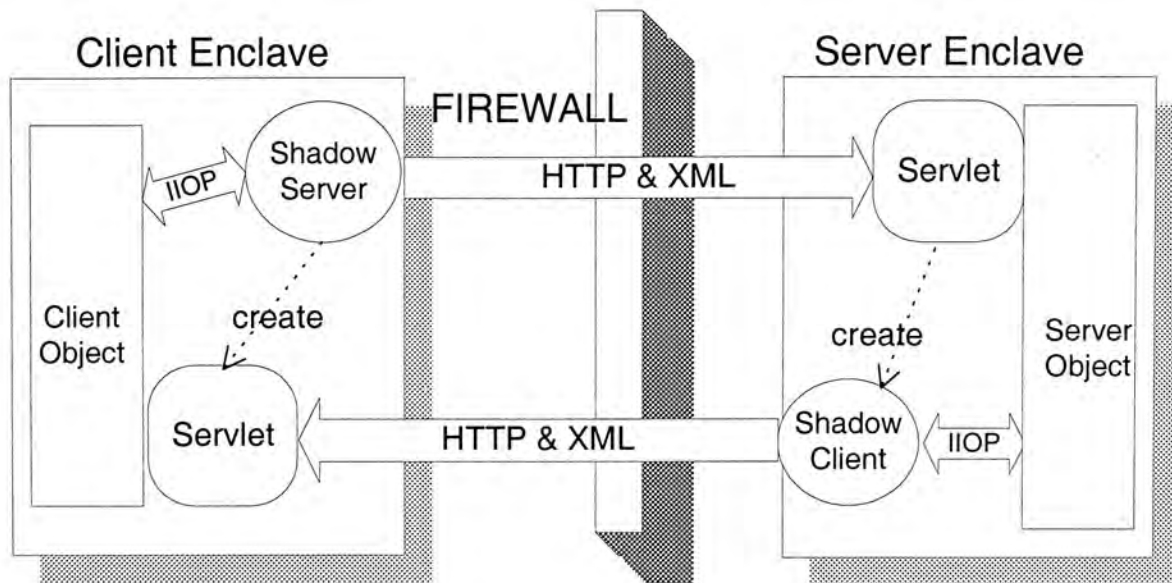 Client Enclave
Server Enclave
FIREWALL
Shadow
Server
IIOP
HTTP & XML
Servlet
create
Client
Object
create
Server
Object
Servlet
HTTP & XML
Shadow
Client
IIOP